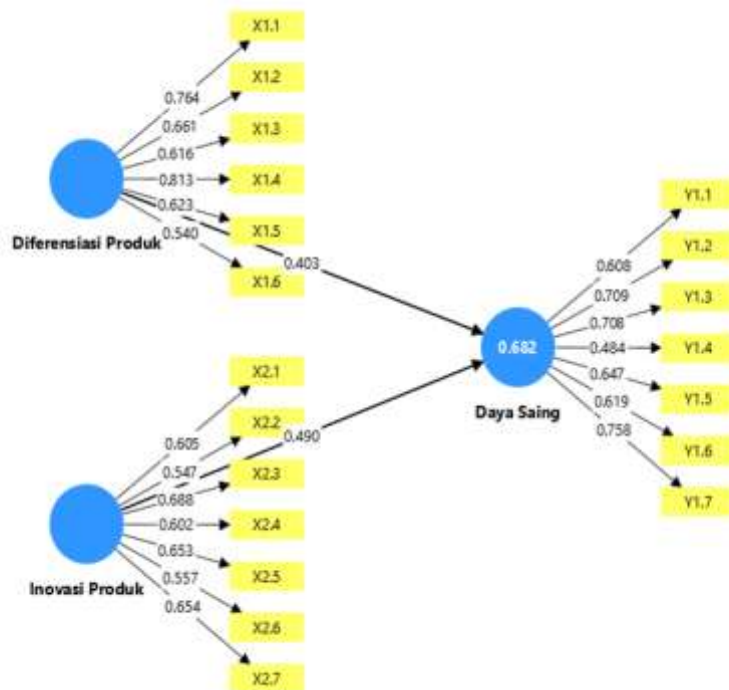 X1.1
X1.2
X1.3
X1.4
X1.5
X1.6
0.764
0.661
0.616
0.813
0.623
0.540
Diferensiasi Produk
0.403
X2.1
X2.2
X2.3
X2.4
X2.5
X2.6
X2.7
0.605
0.547
0.688
0.602
0.653
0.557
0.654
Inovasi Produk
0.490
0.682
Daya Saing
0.608
0.709
0.708
0.484
0.647
0.619
0.758
Y1.1
Y1.2
Y1.3
Y1.4
Y1.5
Y1.6
Y1.7